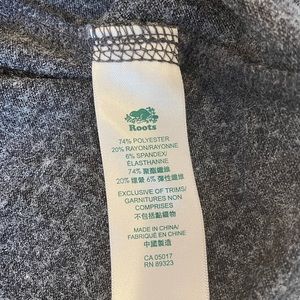 Roots
74% POLYESTER
20% RAYON/RAYONNE
6% SPANDEX/
ÉLASTHANNE
74% 聚酯纖維
20% 嫘縈 6% 彈性纖維
EXCLUSIVE OF TRIMS/
GARNITURES NON
COMPRISES
不包括點綴物
MADE IN CHINA/
FABRIQUÉ EN CHINE
中國製造
CA 05017
RN 89323